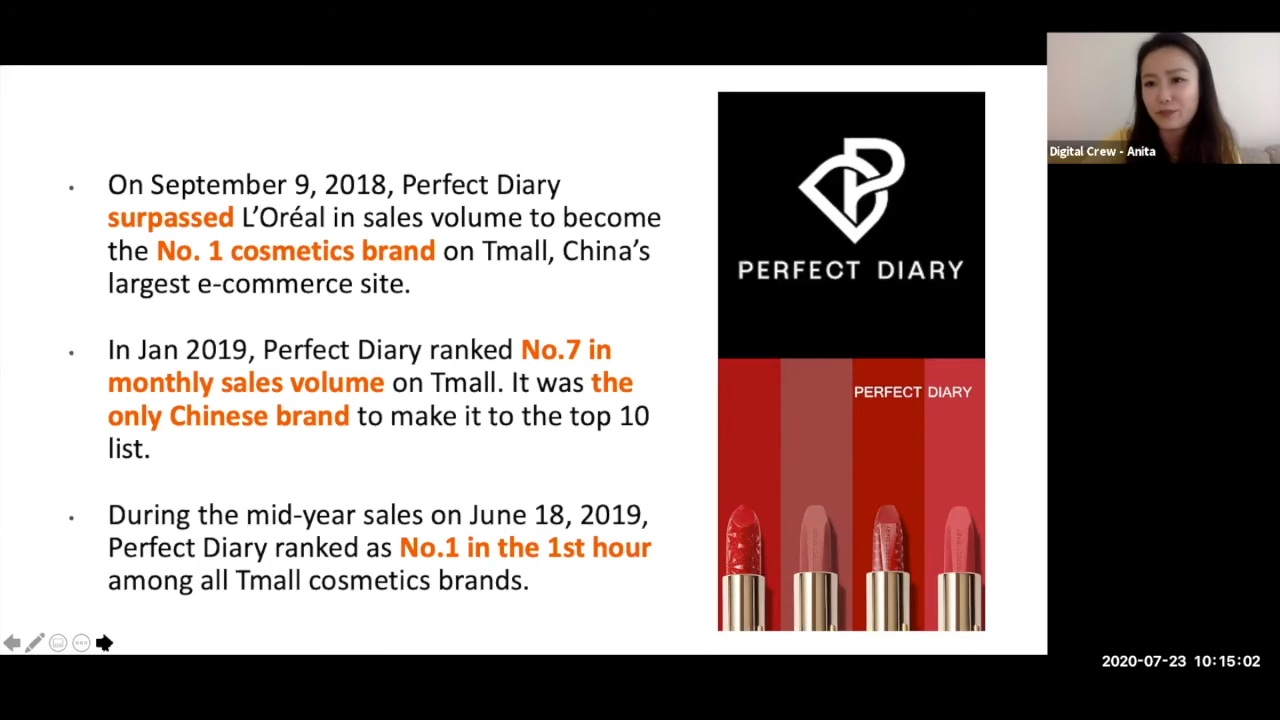 On September 9, 2018, Perfect Diary
surpassed L’Oréal in sales volume to become
the No. 1 cosmetics brand on Tmall, China’s
largest e-commerce site.
In Jan 2019, Perfect Diary ranked No.7 in
monthly sales volume on Tmall. It was the
only Chinese brand to make it to the top 10
list.
During the mid-year sales on June 18, 2019,
Perfect Diary ranked as No.1 in the 1st hour
among all Tmall cosmetics brands.
PERFECT DIARY
PERFECT DIARY
Digital Crew - Anita
2020-07-23 10:15:02